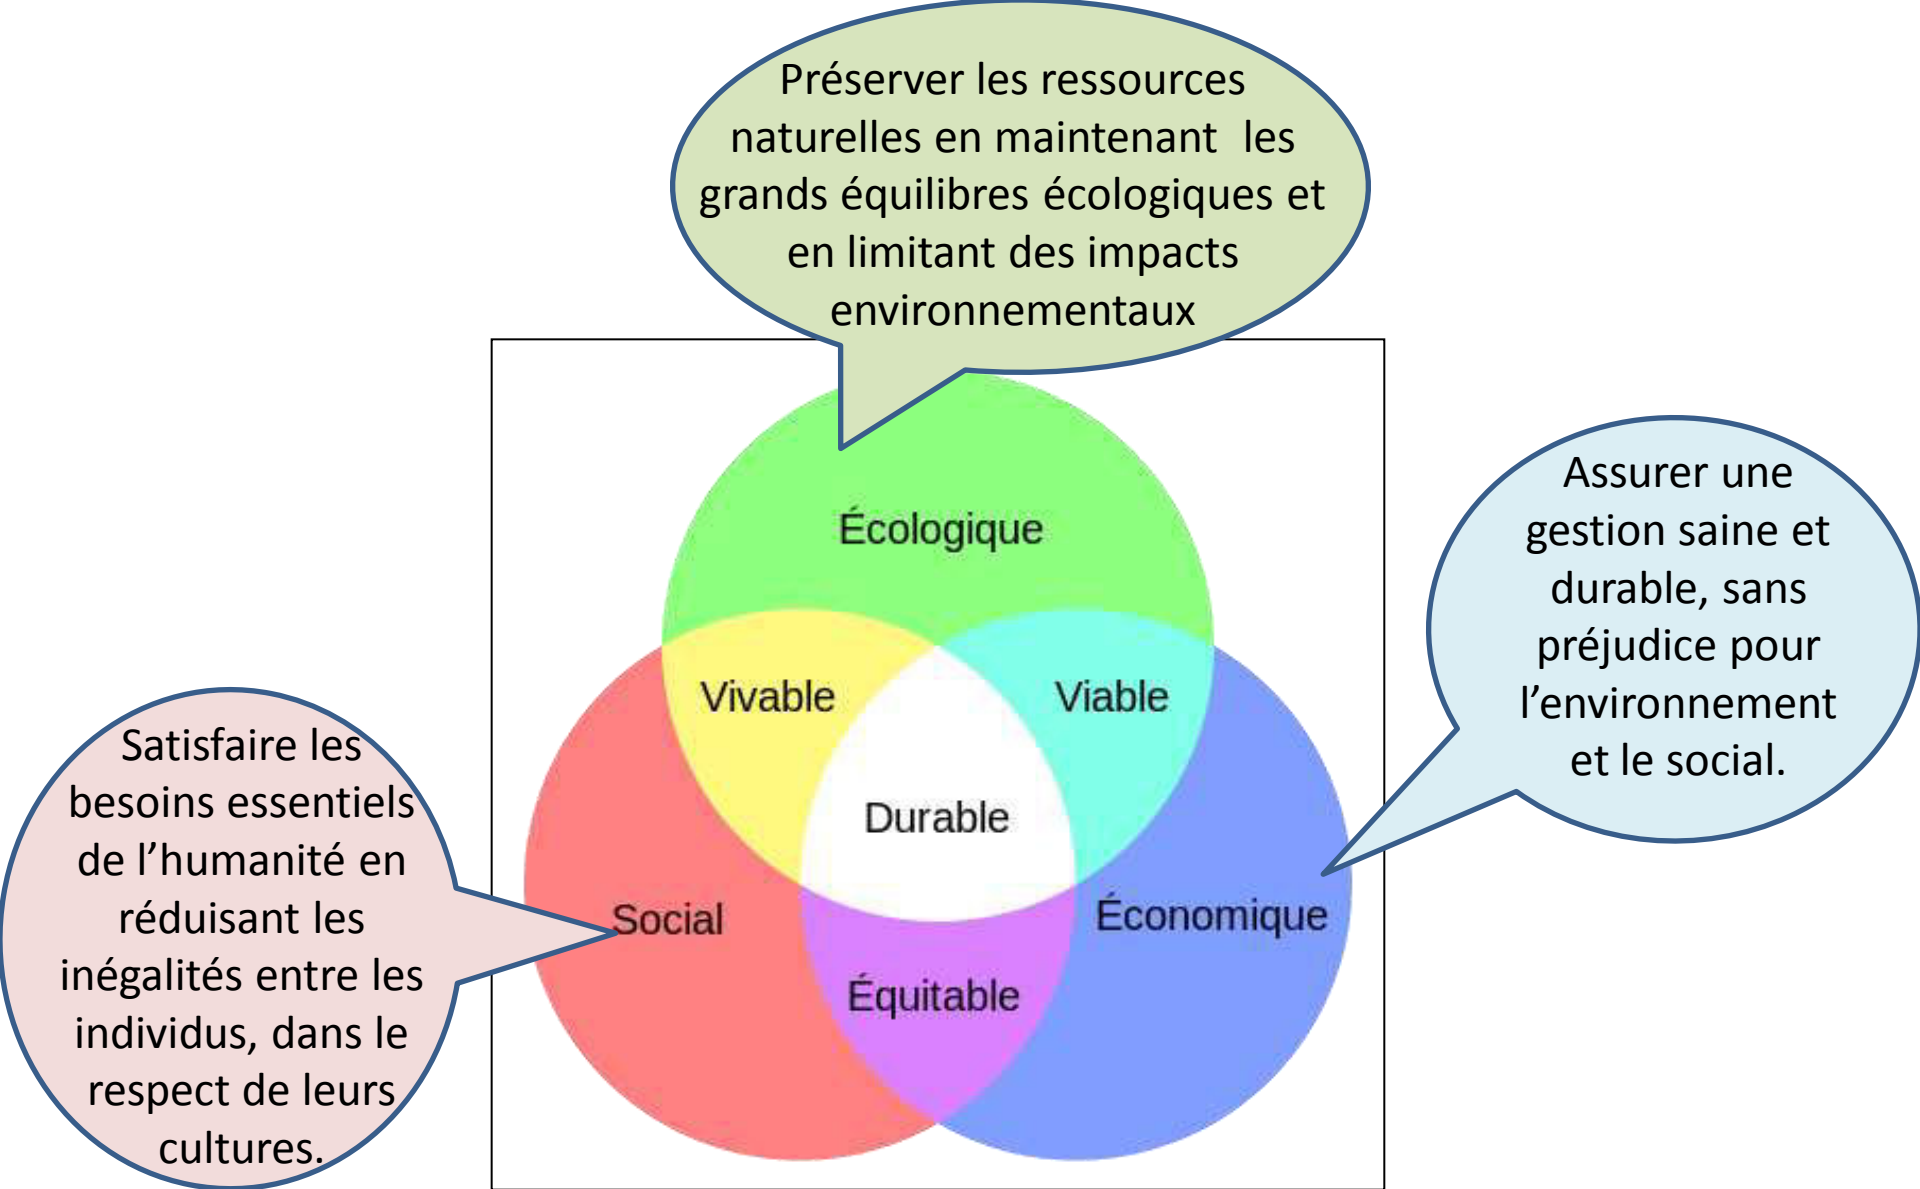 Préserver les ressources
naturelles en maintenant les
grands équilibres écologiques et
en limitant des impacts
environnementaux
Écologique
Vivable
Viable
Durable
Social
Économique
Équitable
Assurer une
gestion saine et
durable, sans
préjudice pour
l’environnement
et le social.
Satisfaire les
besoins essentiels
de l’humanité en
réduisant les
inégalités entre les
individus, dans le
respect de leurs
cultures.